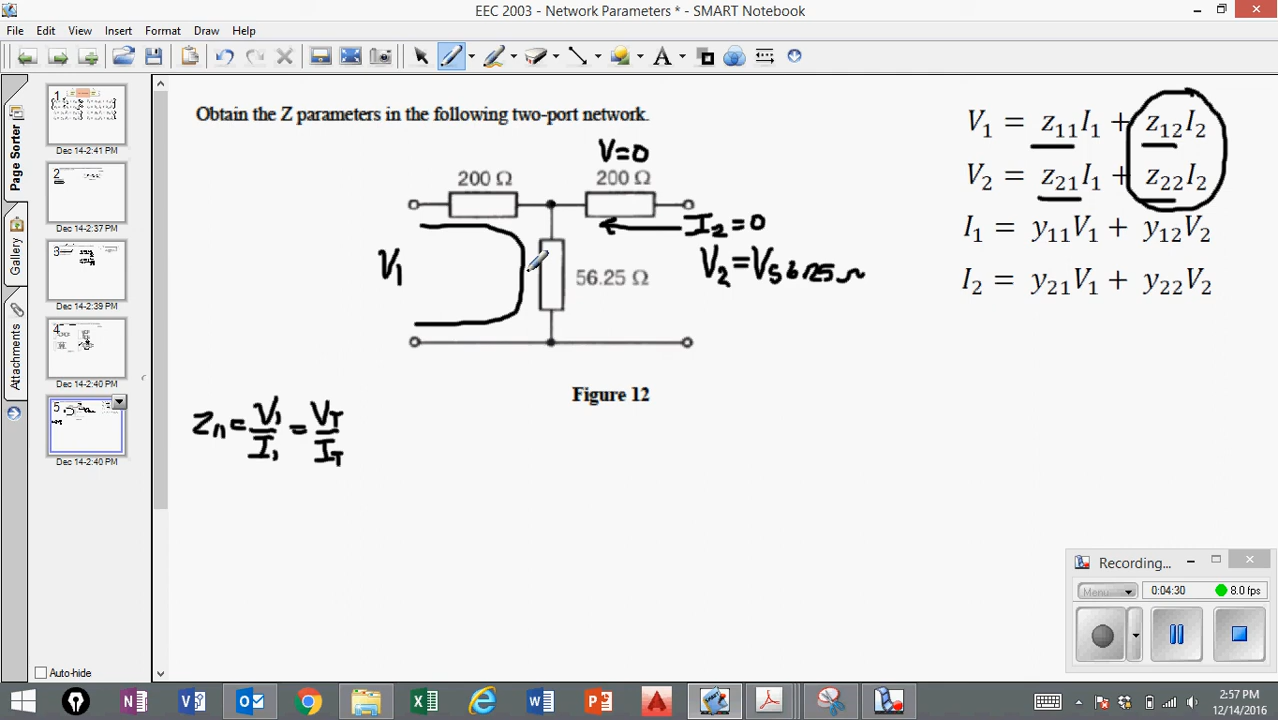 EEC 2003 - Network Parameters * - SMART Notebook
File Edit View Insert Format Draw Help
Page Sorter
Gallery
Attachments
1
Dec 14-2:41 PM
2
Dec 14-2:37 PM
3
Dec 14-2:39 PM
4
Dec 14-2:40 PM
5
Dec 14-2:40 PM
Auto-hide
Obtain the Z parameters in the following two-port network.
V=0
200 Ω 200 Ω
I₂=0
V₁
V₂=V56.25Ω
56.25 Ω
Figure 12
Z11 = V₁/I₁ = VT/IT
V₁ = z₁₁I₁ + z₁₂I₂
V₂ = z₂₁I₁ + z₂₂I₂
I₁ = y₁₁V₁ + y₁₂V₂
I₂ = y₂₁V₁ + y₂₂V₂
Recording...
Menu 0:04:30 8.0 fps
2:57 PM
12/14/2016